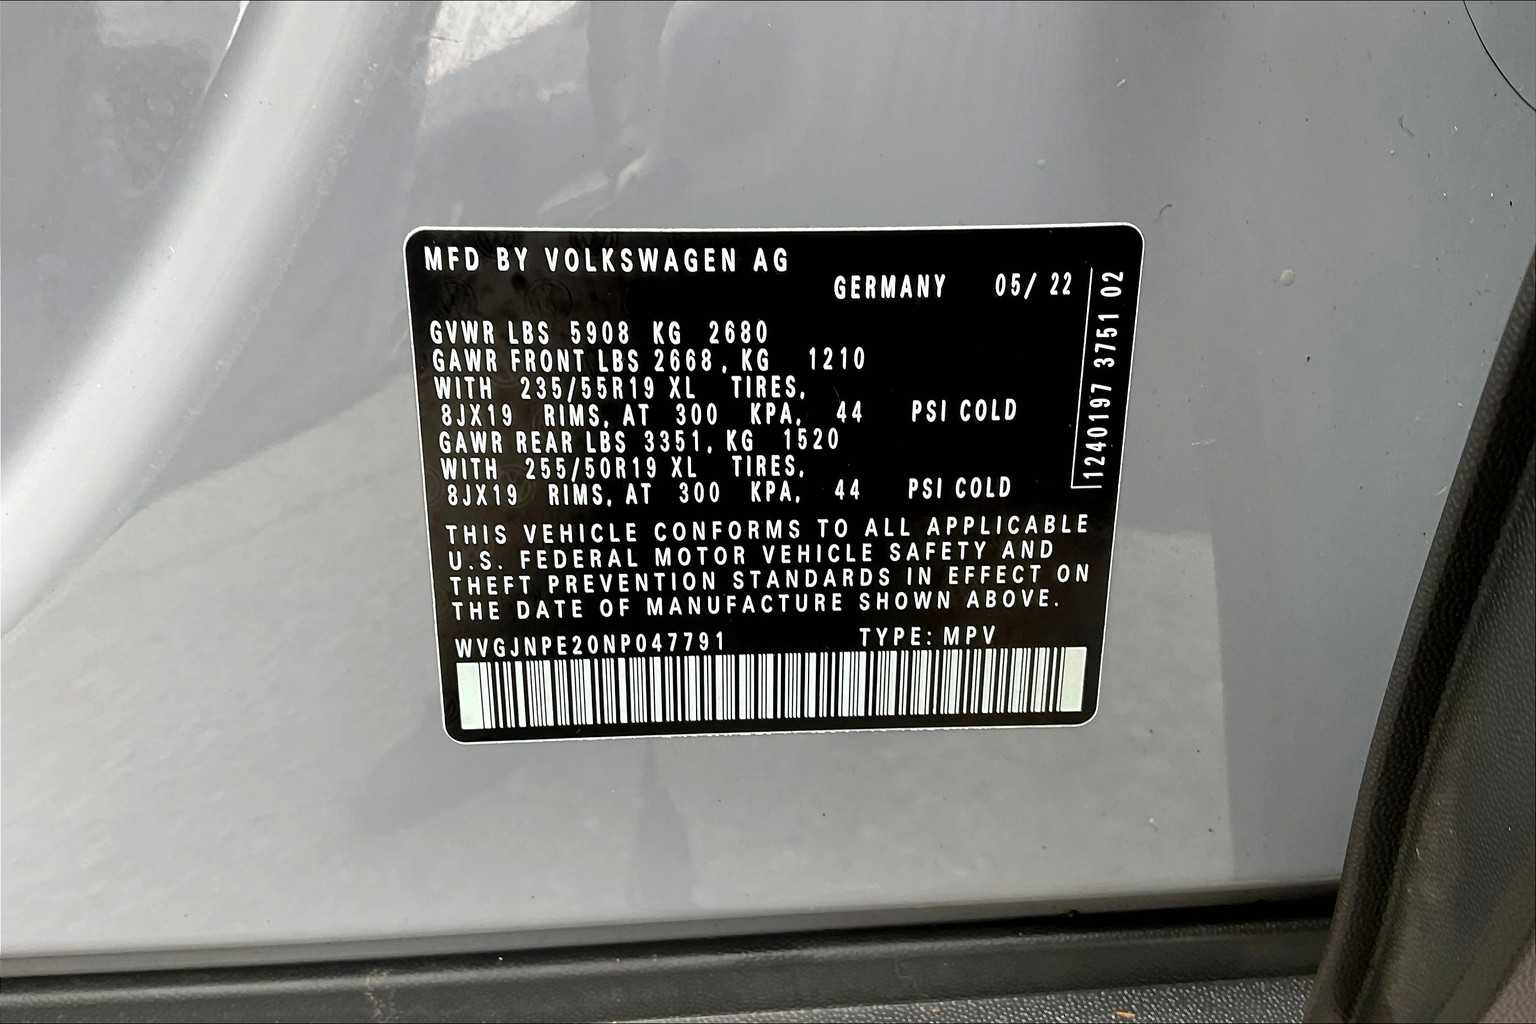 MFD BY VOLKSWAGEN AG
GERMANY 05/ 22
GVWR LBS 5908 KG 2680
GAWR FRONT LBS 2668, KG 1210
WITH 235/55R19 XL TIRES,
8JX19 RIMS, AT 300 KPA, 44 PSI COLD
GAWR REAR LBS 3351, KG 1520
WITH 255/50R19 XL TIRES,
8JX19 RIMS, AT 300 KPA, 44 PSI COLD
THIS VEHICLE CONFORMS TO ALL APPLICABLE
U.S. FEDERAL MOTOR VEHICLE SAFETY AND
THEFT PREVENTION STANDARDS IN EFFECT ON
THE DATE OF MANUFACTURE SHOWN ABOVE.
WVGJNPE20NP047791 TYPE: MPV
1240197 3751 02